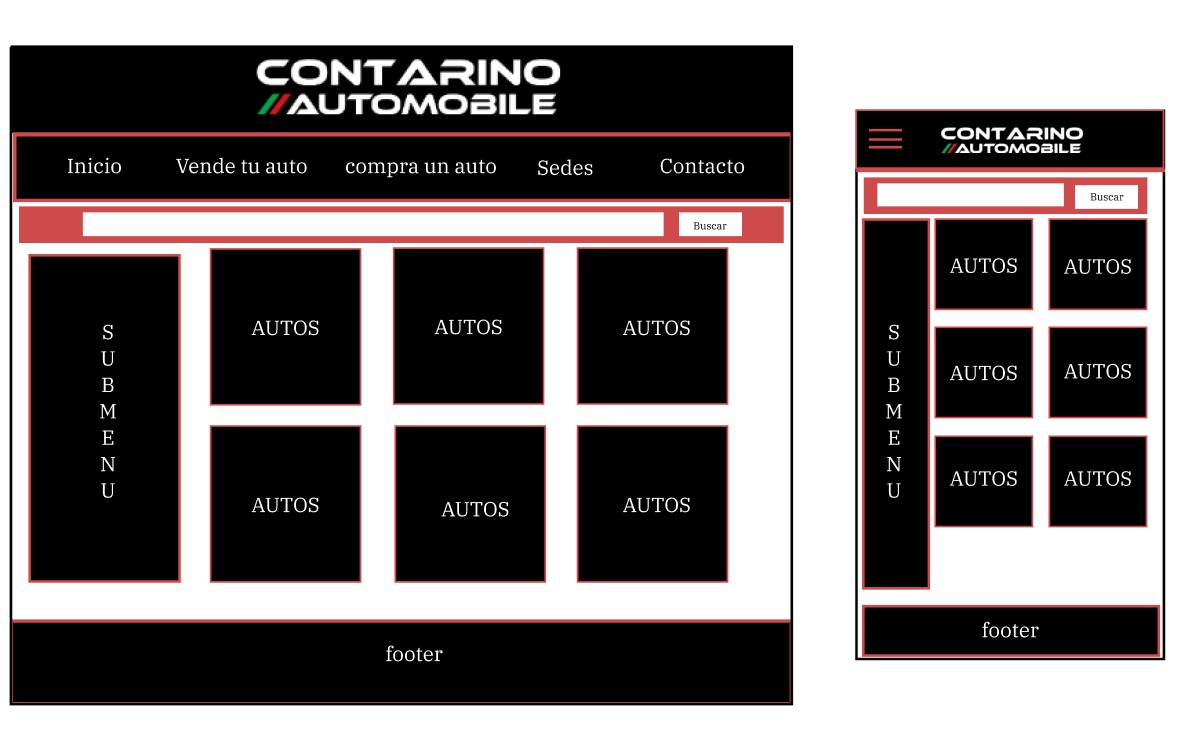 CONTARINO
//AUTOMOBILE
Inicio Vende tu auto compra un auto Sedes Contacto
Buscar
S
U
B
M
E
N
U
AUTOS AUTOS AUTOS
AUTOS AUTOS AUTOS
footer
CONTARINO
//AUTOMOBILE
Buscar
S
U
B
M
E
N
U
AUTOS AUTOS
AUTOS AUTOS
AUTOS AUTOS
footer